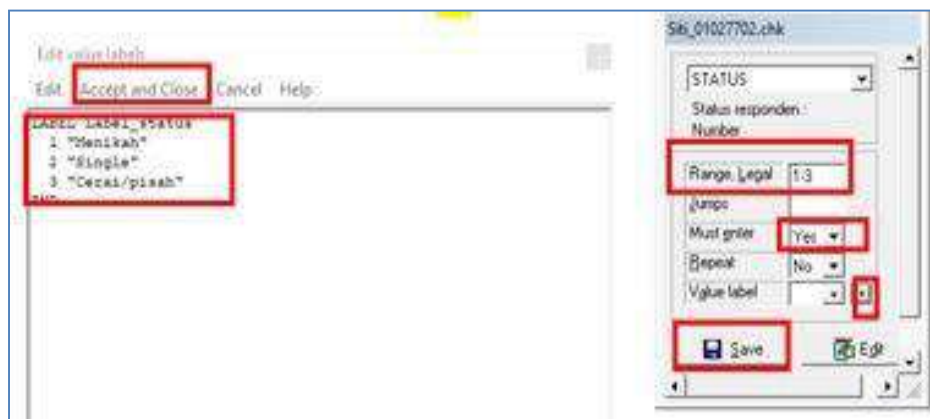 Edit value labels
Edit Accept and Close Cancel Help
LABEL Label_status
1 "Menikah"
2 "Single"
3 "Cerai/pisah"
END
Siti_01027702.chk
STATUS
Status responden :
Number
Range, Legal 1-3
Jumps
Must enter Yes
Repeat No
Value label +
Save Edit